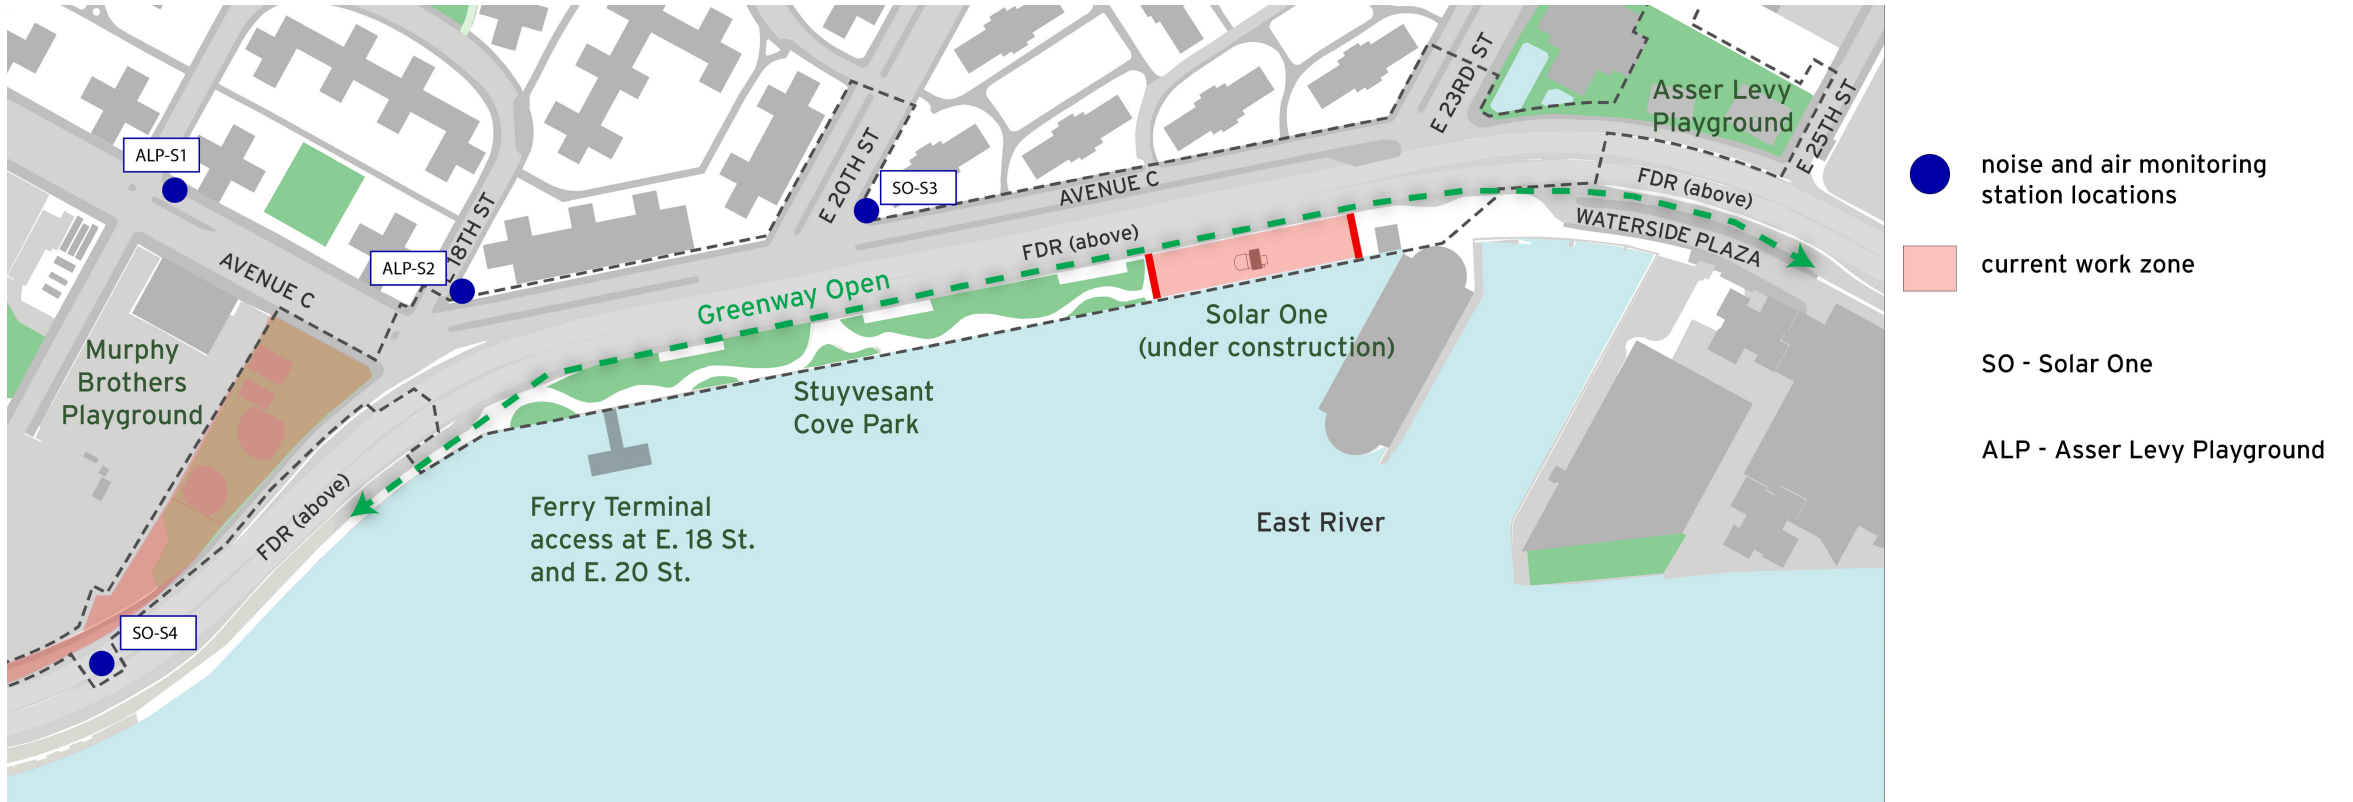 ALP-S1
ALP-S2
SO-S3
SO-S4
AVENUE C
E 18TH ST
E 20TH ST
AVENUE C
E 23RD ST
E 25TH ST
Asser Levy
Playground
FDR (above)
WATERSIDE PLAZA
FDR (above)
Greenway Open
Murphy
Brothers
Playground
FDR (above)
Solar One
(under construction)
Stuyvesant
Cove Park
Ferry Terminal
access at E. 18 St.
and E. 20 St.
East River
noise and air monitoring
station locations
current work zone
SO - Solar One
ALP - Asser Levy Playground